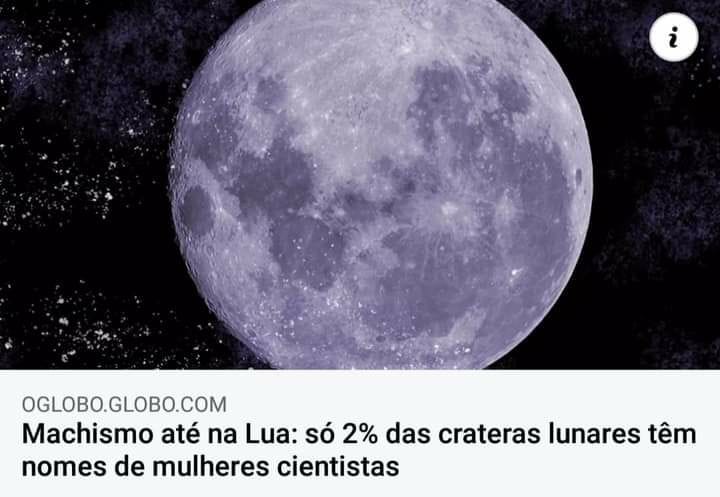 i
OGLOBO.GLOBO.COM
Machismo até na Lua: só 2% das crateras lunares têm
nomes de mulheres cientistas